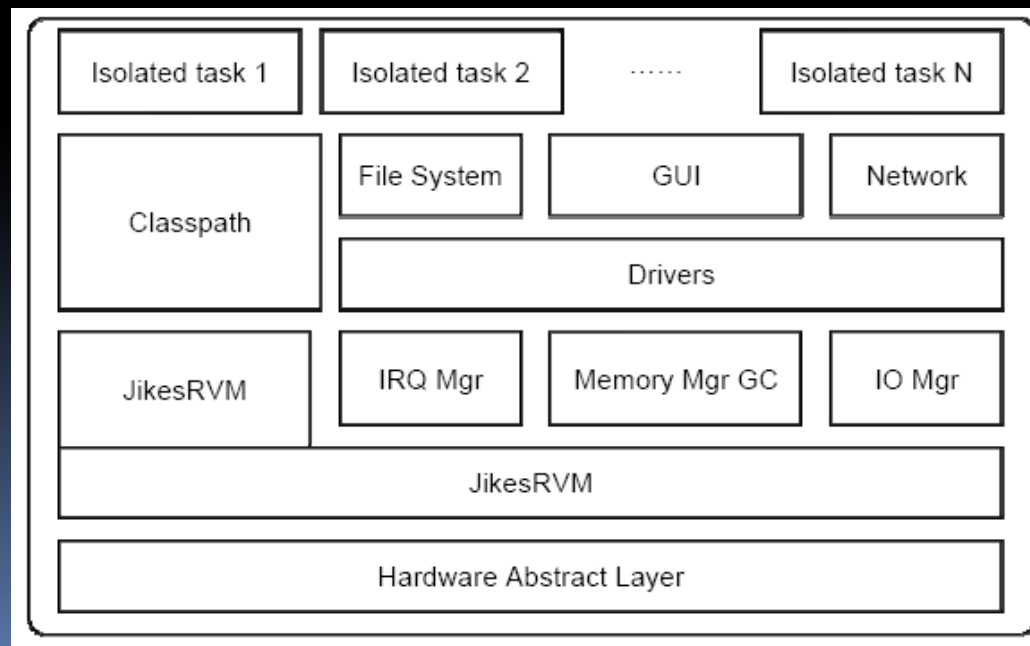 Isolated task 1
Isolated task 2
......
Isolated task N
Classpath
File System
GUI
Network
Drivers
JikesRVM
IRQ Mgr
Memory Mgr GC
IO Mgr
JikesRVM
Hardware Abstract Layer